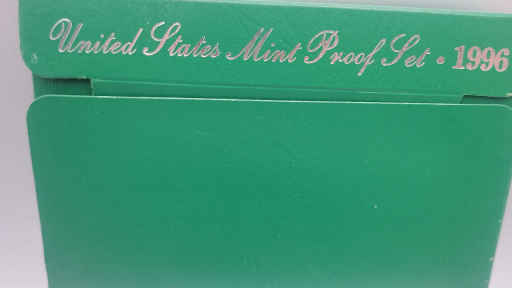 United States Mint Proof Set • 1996